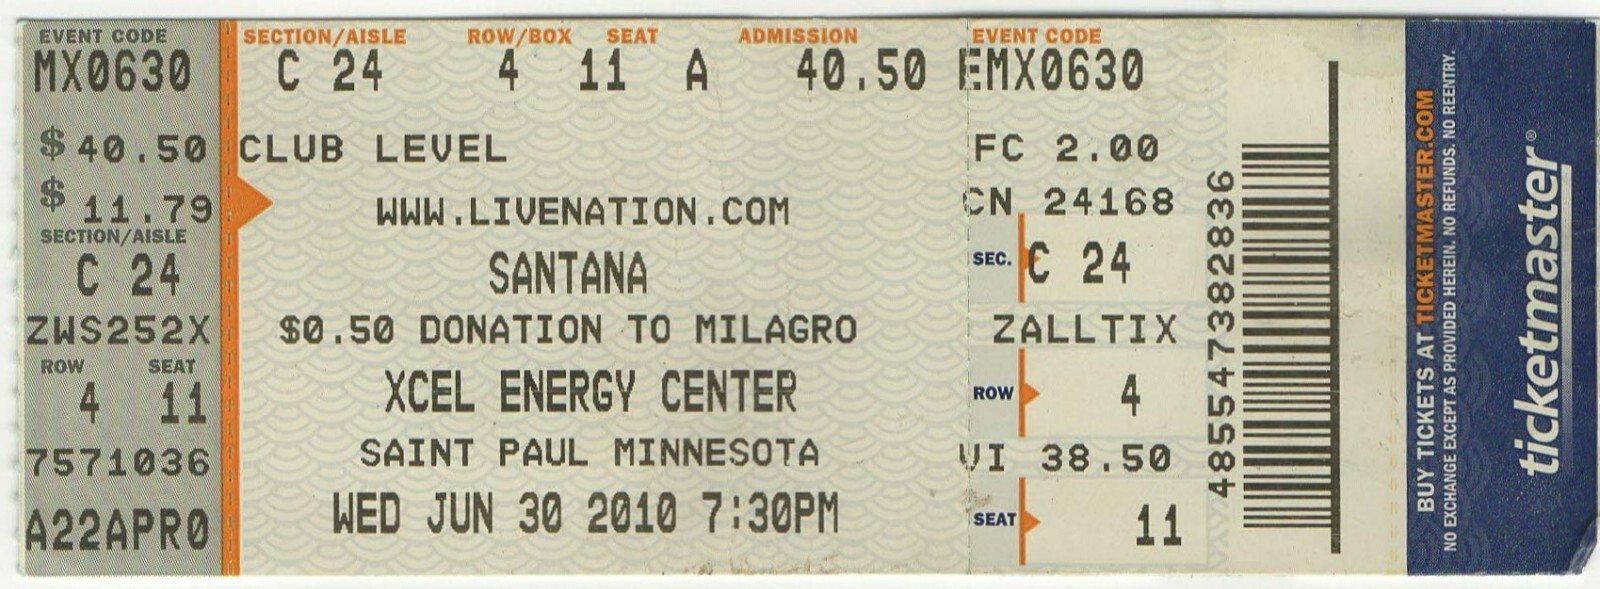 EVENT CODE
MX0630
$ 40.50
$ 11.79
SECTION/AISLE
C 24
ZWS252X
ROW SEAT
4 11
7571036
A22APR0
SECTION/AISLE ROW/BOX SEAT ADMISSION
C 24 4 11 A 40.50
CLUB LEVEL
WWW.LIVENATION.COM
SANTANA
$0.50 DONATION TO MILAGRO
XCEL ENERGY CENTER
SAINT PAUL MINNESOTA
WED JUN 30 2010 7:30PM
EVENT CODE
EMX0630
FC 2.00
CN 24168
SEC. C 24
ZALLTIX
ROW 4
VI 38.50
SEAT 11
485547382836
BUY TICKETS AT TICKETMASTER.COM
NO EXCHANGE EXCEPT AS PROVIDED HEREIN. NO REFUNDS. NO REENTRY.
ticketmaster®